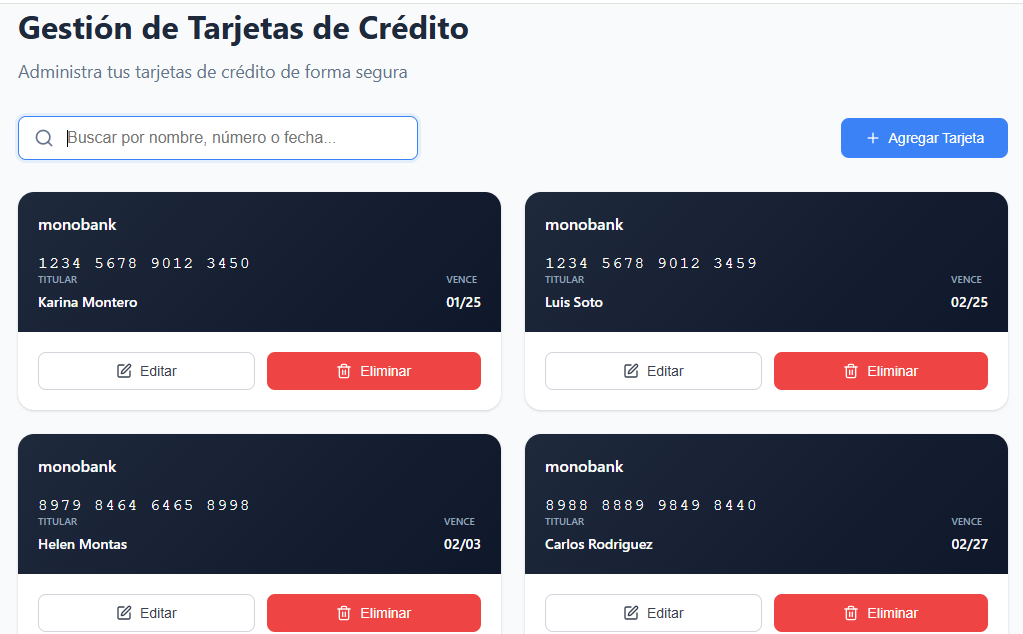 Gestión de Tarjetas de Crédito
Administra tus tarjetas de crédito de forma segura
Buscar por nombre, número o fecha...
Agregar Tarjeta
monobank
1234 5678 9012 3450
TITULAR VENCE
Karina Montero 01/25
Editar Eliminar
monobank
1234 5678 9012 3459
TITULAR VENCE
Luis Soto 02/25
Editar Eliminar
monobank
8979 8464 6465 8998
TITULAR VENCE
Helen Montas 02/03
Editar Eliminar
monobank
8988 8889 9849 8440
TITULAR VENCE
Carlos Rodriguez 02/27
Editar Eliminar